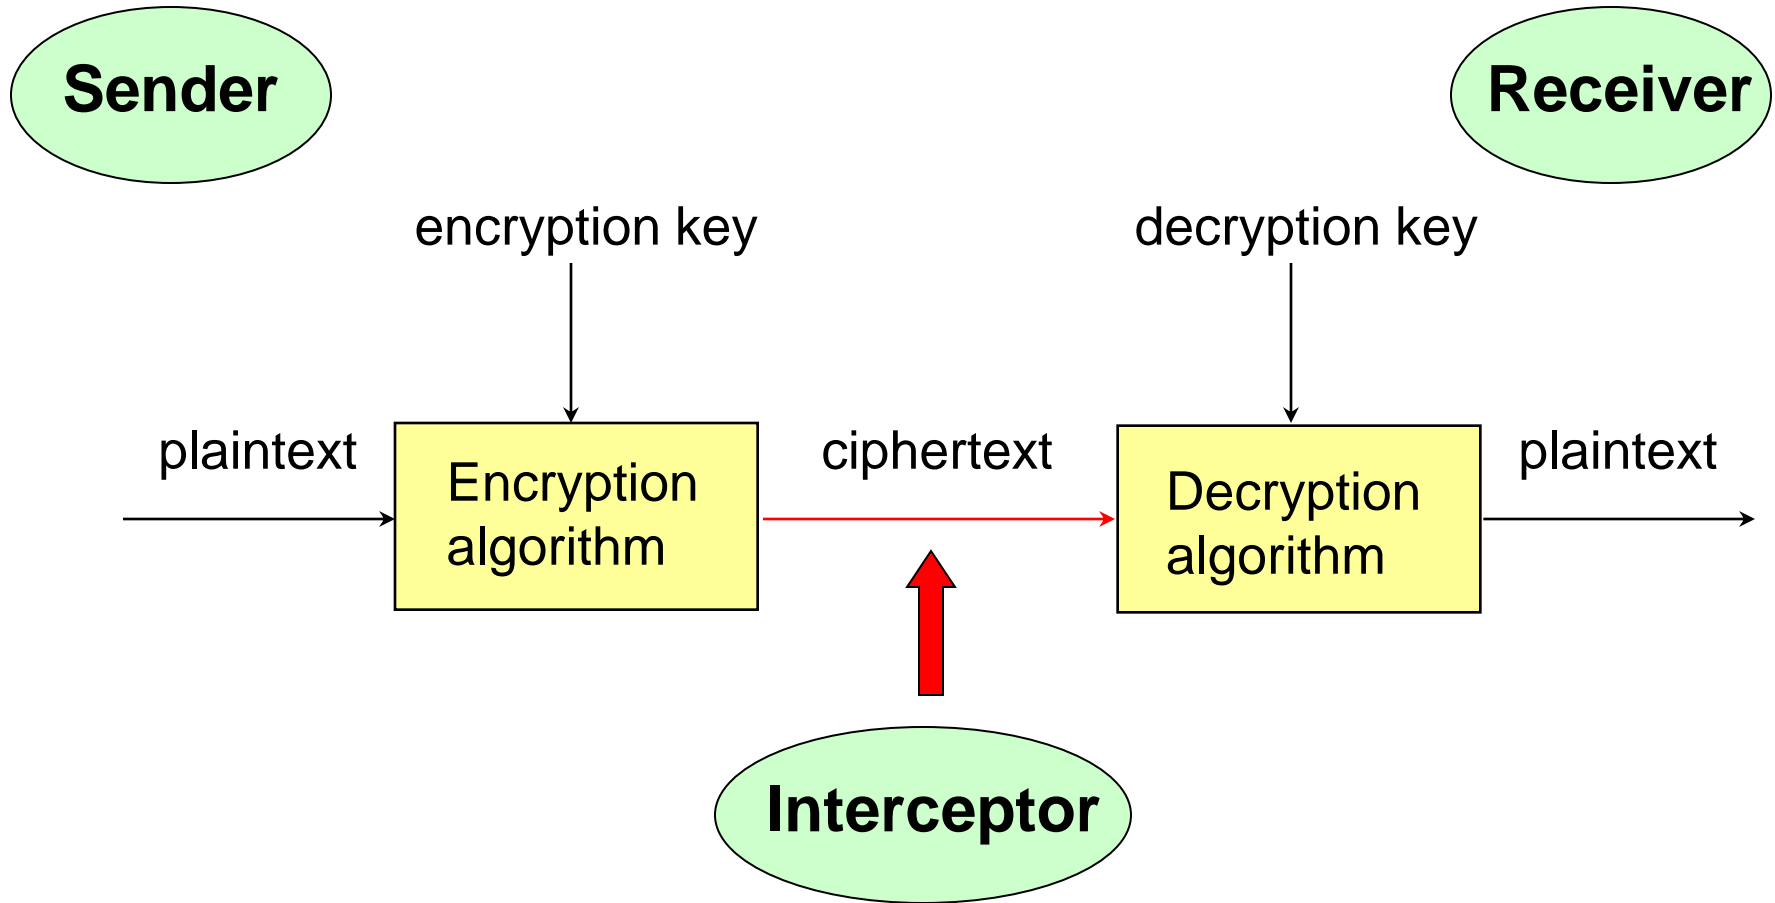 Sender
Receiver
encryption key
decryption key
plaintext
Encryption
algorithm
ciphertext
Decryption
algorithm
plaintext
Interceptor